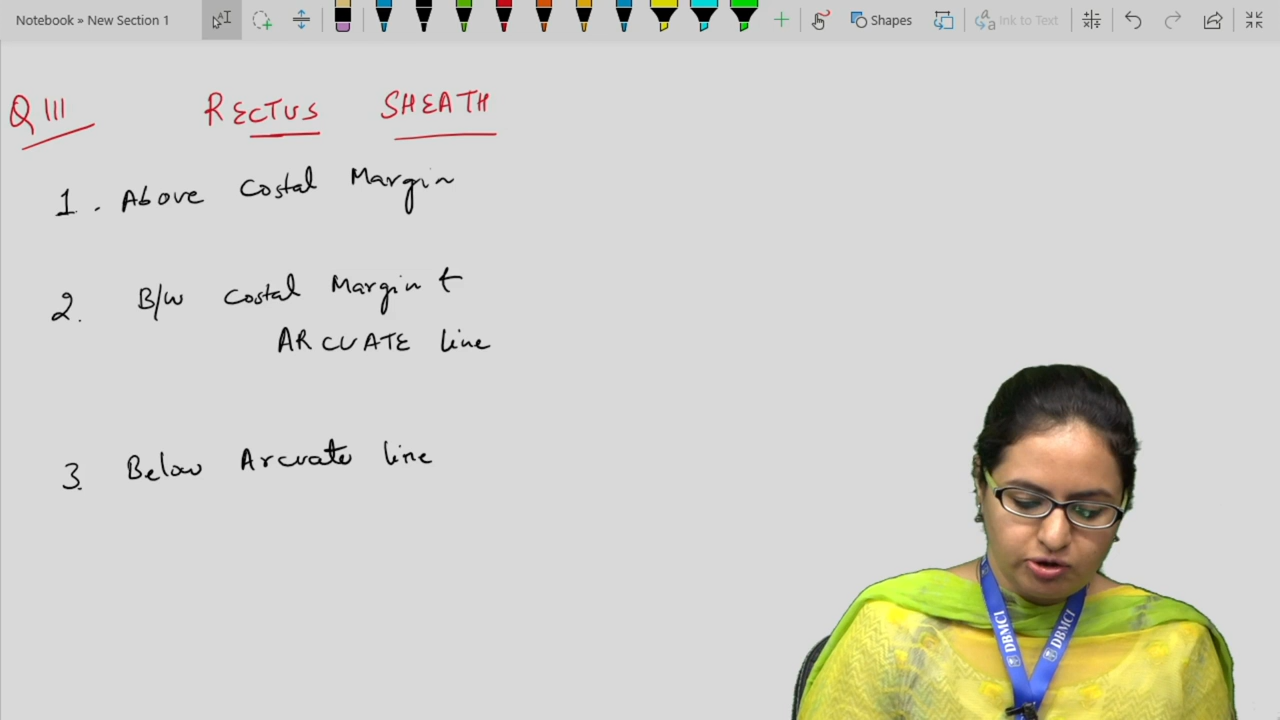 Notebook » New Section 1
Shapes
Ink to Text
Q 111 RECTUS SHEATH
1. Above Costal Margin
2. B/w Costal Margin &
ARCUATE line
3. Below Arcuate line
DBMCI
DBMCI